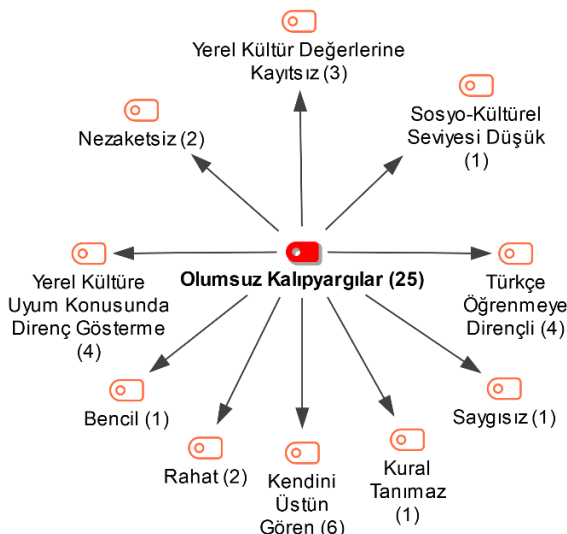 Yerel Kültür Değerlerine
Kayıtsız (3)
Sosyo-Kültürel
Seviyesi Düşük
(1)
Nezaketsiz (2)
Olumsuz Kalıpyargılar (25)
Yerel Kültüre
Uyum Konusunda
Direnç Gösterme
(4)
Türkçe
Öğrenmeye
Dirençli (4)
Bencil (1)
Saygısız (1)
Rahat (2)
Kendini
Üstün
Gören (6)
Kural
Tanımaz
(1)